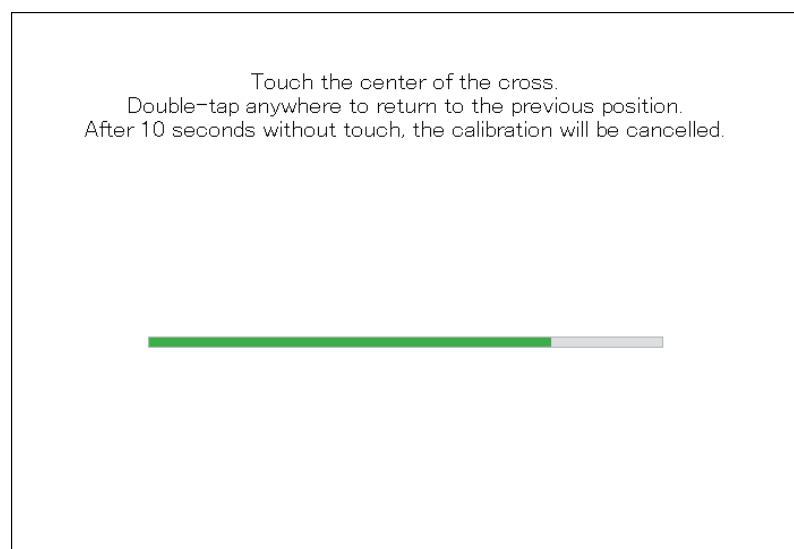 Touch the center of the cross.
Double-tap anywhere to return to the previous position.
After 10 seconds without touch, the calibration will be cancelled.